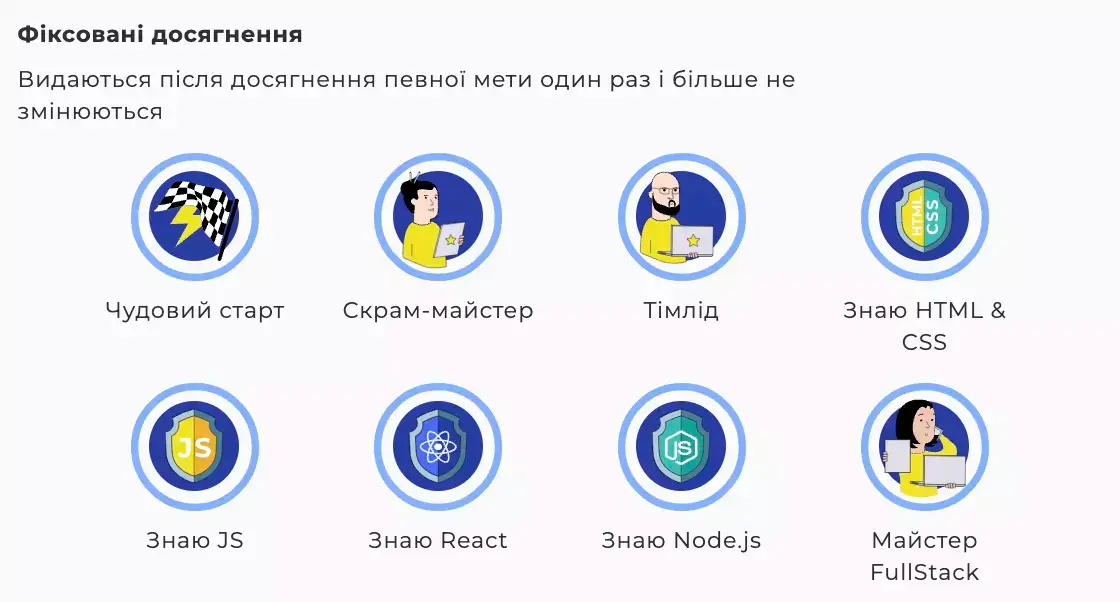 Фіксовані досягнення
Видаються після досягнення певної мети один раз і більше не
змінюються
HTML
CSS
Чудовий старт
Скрам-майстер
Тімлід
Знаю HTML &
CSS
JS
JS
Знаю JS
Знаю React
Знаю Node.js
Майстер
FullStack